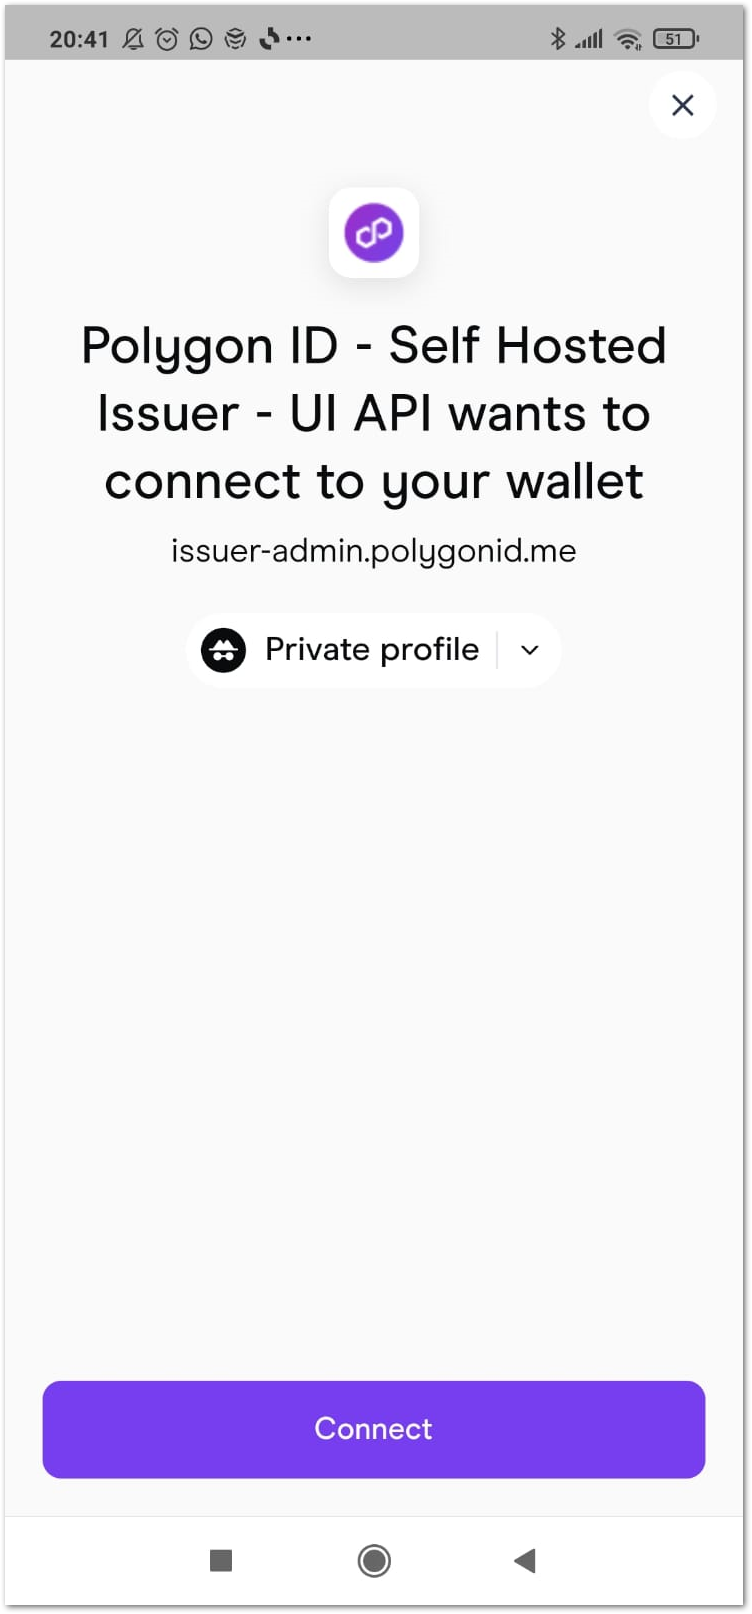 20:41
51
Polygon ID - Self Hosted
Issuer - UI API wants to
connect to your wallet
issuer-admin.polygonid.me
Private profile
Connect